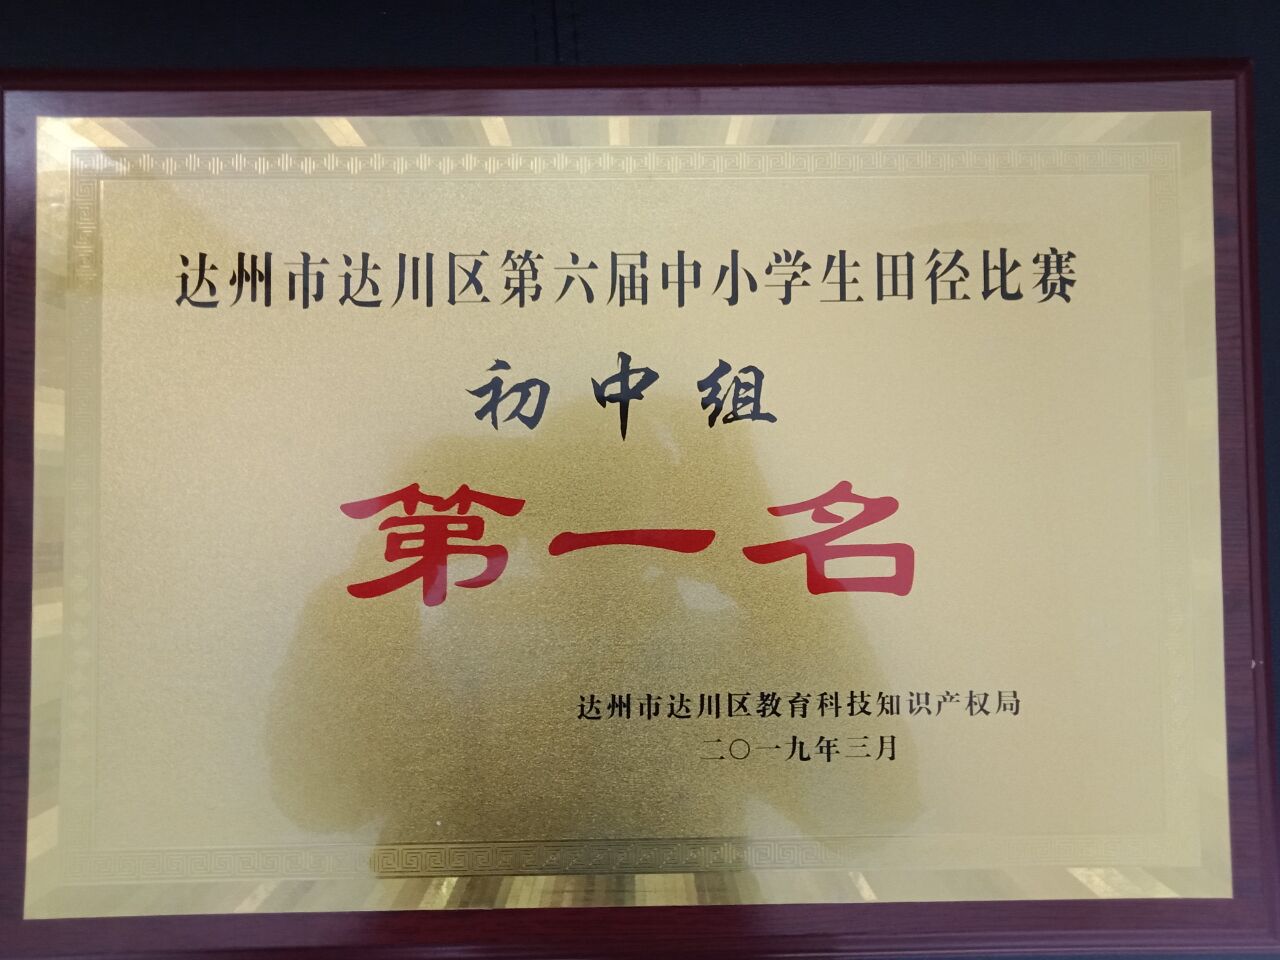 达州市达川区第六届中小学生田径比赛
初中组
第一名
达州市达川区教育科技知识产权局
二〇一九年三月